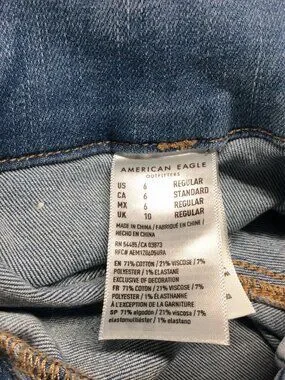 AMERICAN EAGLE
OUTFITTERS
US 6 REGULAR
CA 6 STANDARD
MX 6 REGULAR
UK 10 REGULAR
MADE IN CHINA / FABRIQUÉ EN CHINE /
HECHO EN CHINA
RN 54485 / CA 03973
EN 71% COTTON / 21% VISCOSE / 7%
POLYESTER / 1% ELASTANE
EXCLUSIVE OF DECORATION
FR 71% COTON / 21% VISCOSE / 7%
POLYESTER / 1% ÉLASTHANNE
À L'EXCEPTION DE LA GARNITURE
SP 71% algodón / 21% viscosa / 7%
elastomultiéster / 1% elastano